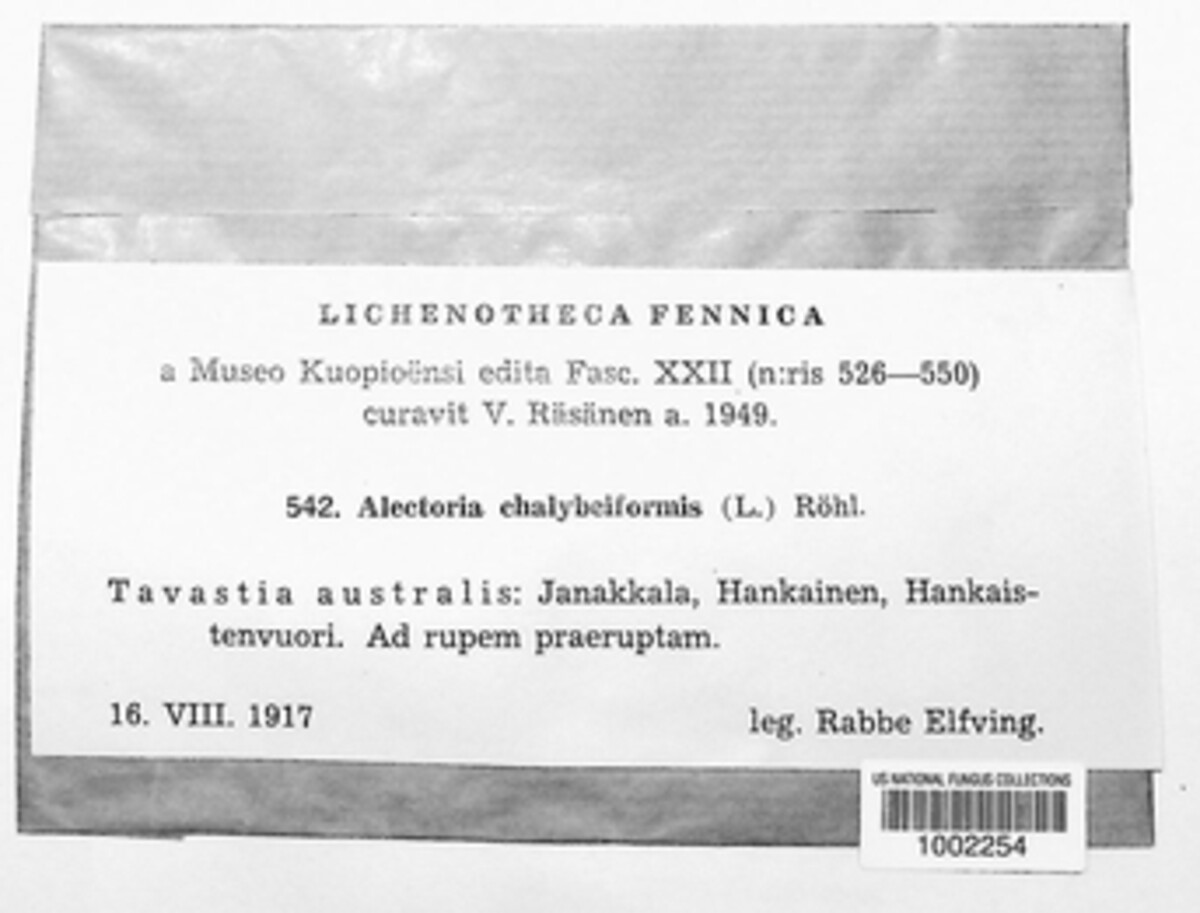 LICHENOTHECA FENNICA
a Museo Kuopioënsi edita Fasc. XXII (n:ris 526—550)
curavit V. Räsänen a. 1949.
542. Alectoria chalybeiformis (L.) Röhl.
Tavastia australis: Janakkala, Hankainen, Hankais-
tenvuori. Ad rupem praeruptam.
16. VIII. 1917
leg. Rabbe Elfving.
US NATIONAL FUNGUS COLLECTIONS
1002254